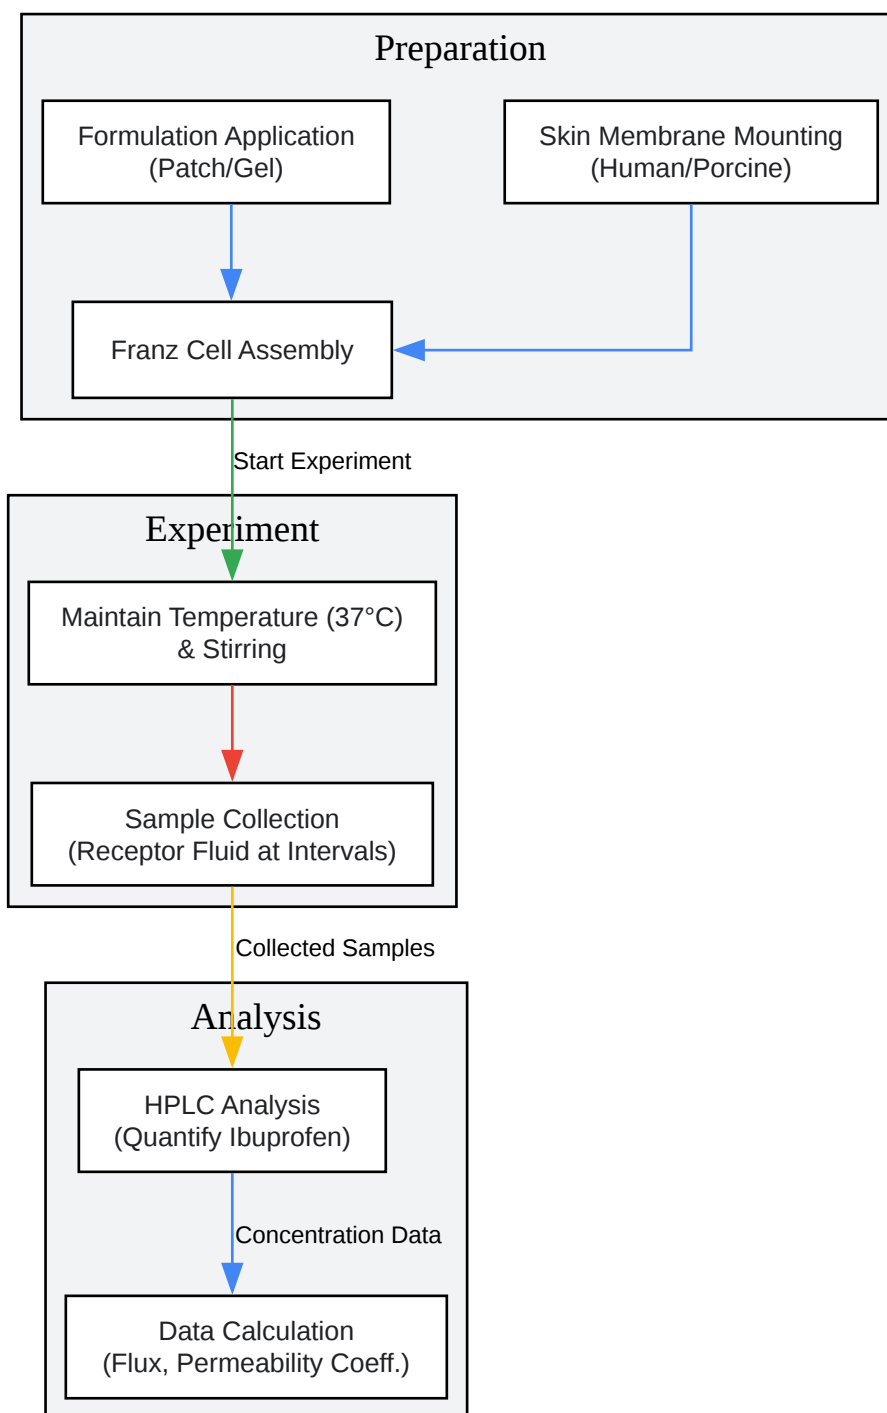 Preparation
Formulation Application
(Patch/Gel)
Skin Membrane Mounting
(Human/Porcine)
Franz Cell Assembly
Start Experiment
Experiment
Maintain Temperature (37°C)
& Stirring
Sample Collection
(Receptor Fluid at Intervals)
Collected Samples
Analysis
HPLC Analysis
(Quantify Ibuprofen)
Concentration Data
Data Calculation
(Flux, Permeability Coeff.)